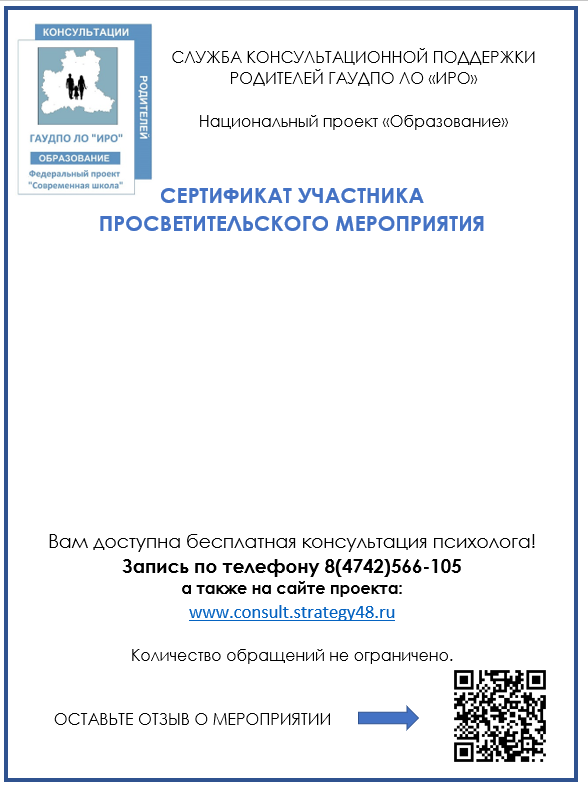 КОНСУЛЬТАЦИИ
РОДИТЕЛЕЙ
ГАУДПО ЛО "ИРО"
ОБРАЗОВАНИЕ
Федеральный проект
"Современная школа"
СЛУЖБА КОНСУЛЬТАЦИОННОЙ ПОДДЕРЖКИ
РОДИТЕЛЕЙ ГАУДПО ЛО «ИРО»
Национальный проект «Образование»
СЕРТИФИКАТ УЧАСТНИКА
ПРОСВЕТИТЕЛЬСКОГО МЕРОПРИЯТИЯ
Вам доступна бесплатная консультация психолога!
Запись по телефону 8(4742)566-105
а также на сайте проекта:
www.consult.strategy48.ru
Количество обращений не ограничено.
ОСТАВЬТЕ ОТЗЫВ О МЕРОПРИЯТИИ